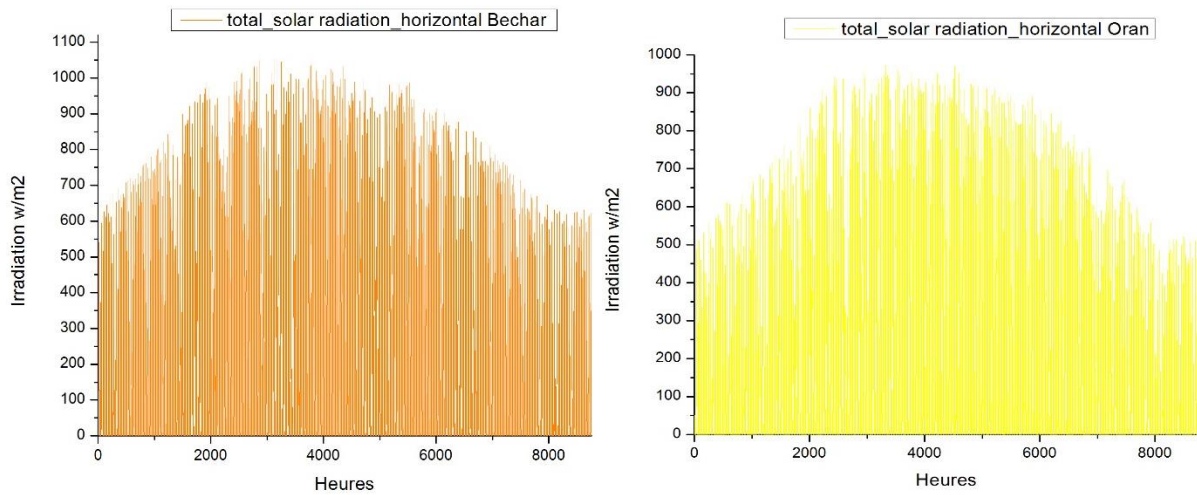 total_solar radiation_horizontal Bechar
1100
1000
900
800
700
600
500
400
300
200
100
0
Irradiation w/m2
0 2000 4000 6000 8000
Heures
total_solar radiation_horizontal Oran
1000
900
800
700
600
500
400
300
200
100
0
Irradiation w/m2
0 2000 4000 6000 8000
Heures